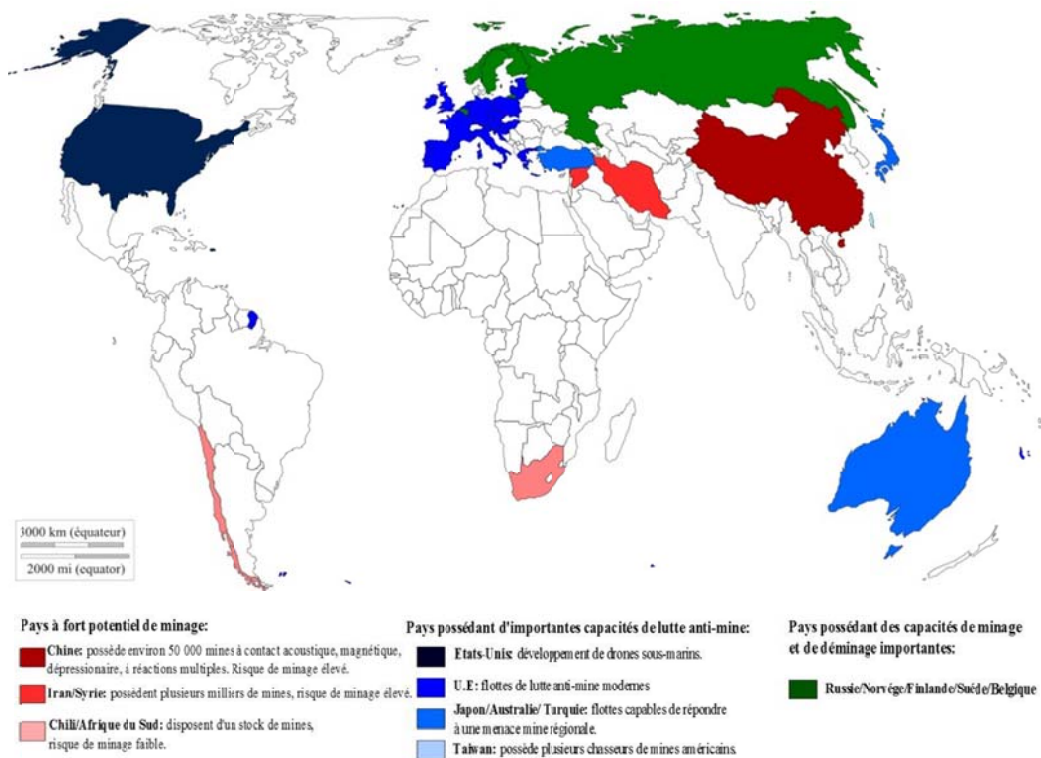 3000 km (équateur)
2000 mi (equator)
Pays à fort potentiel de minage:
Chine: possède environ 50 000 mines à contact acoustique, magnétique,
dépressionaire, à réactions multiples. Risque de minage élevé.
Iran/Syrie: possèdent plusieurs milliers de mines, risque de minage élevé.
Chili/Afrique du Sud: disposent d'un stock de mines,
risque de minage faible.
Pays possédant d'importantes capacités de lutte anti-mine:
Etats-Unis: développement de drones sous-marins.
U.E: flottes de lutte anti-mine modernes
Japon/Australie/ Tarquie: flottes capables de répondre
à une menace mine régionale.
Taiwan: possède plusieurs chasseurs de mines américains.
Pays possédant des capacités de minage
et de déminage importantes:
Russie/Norvége/Finlande/Suéde/Belgique